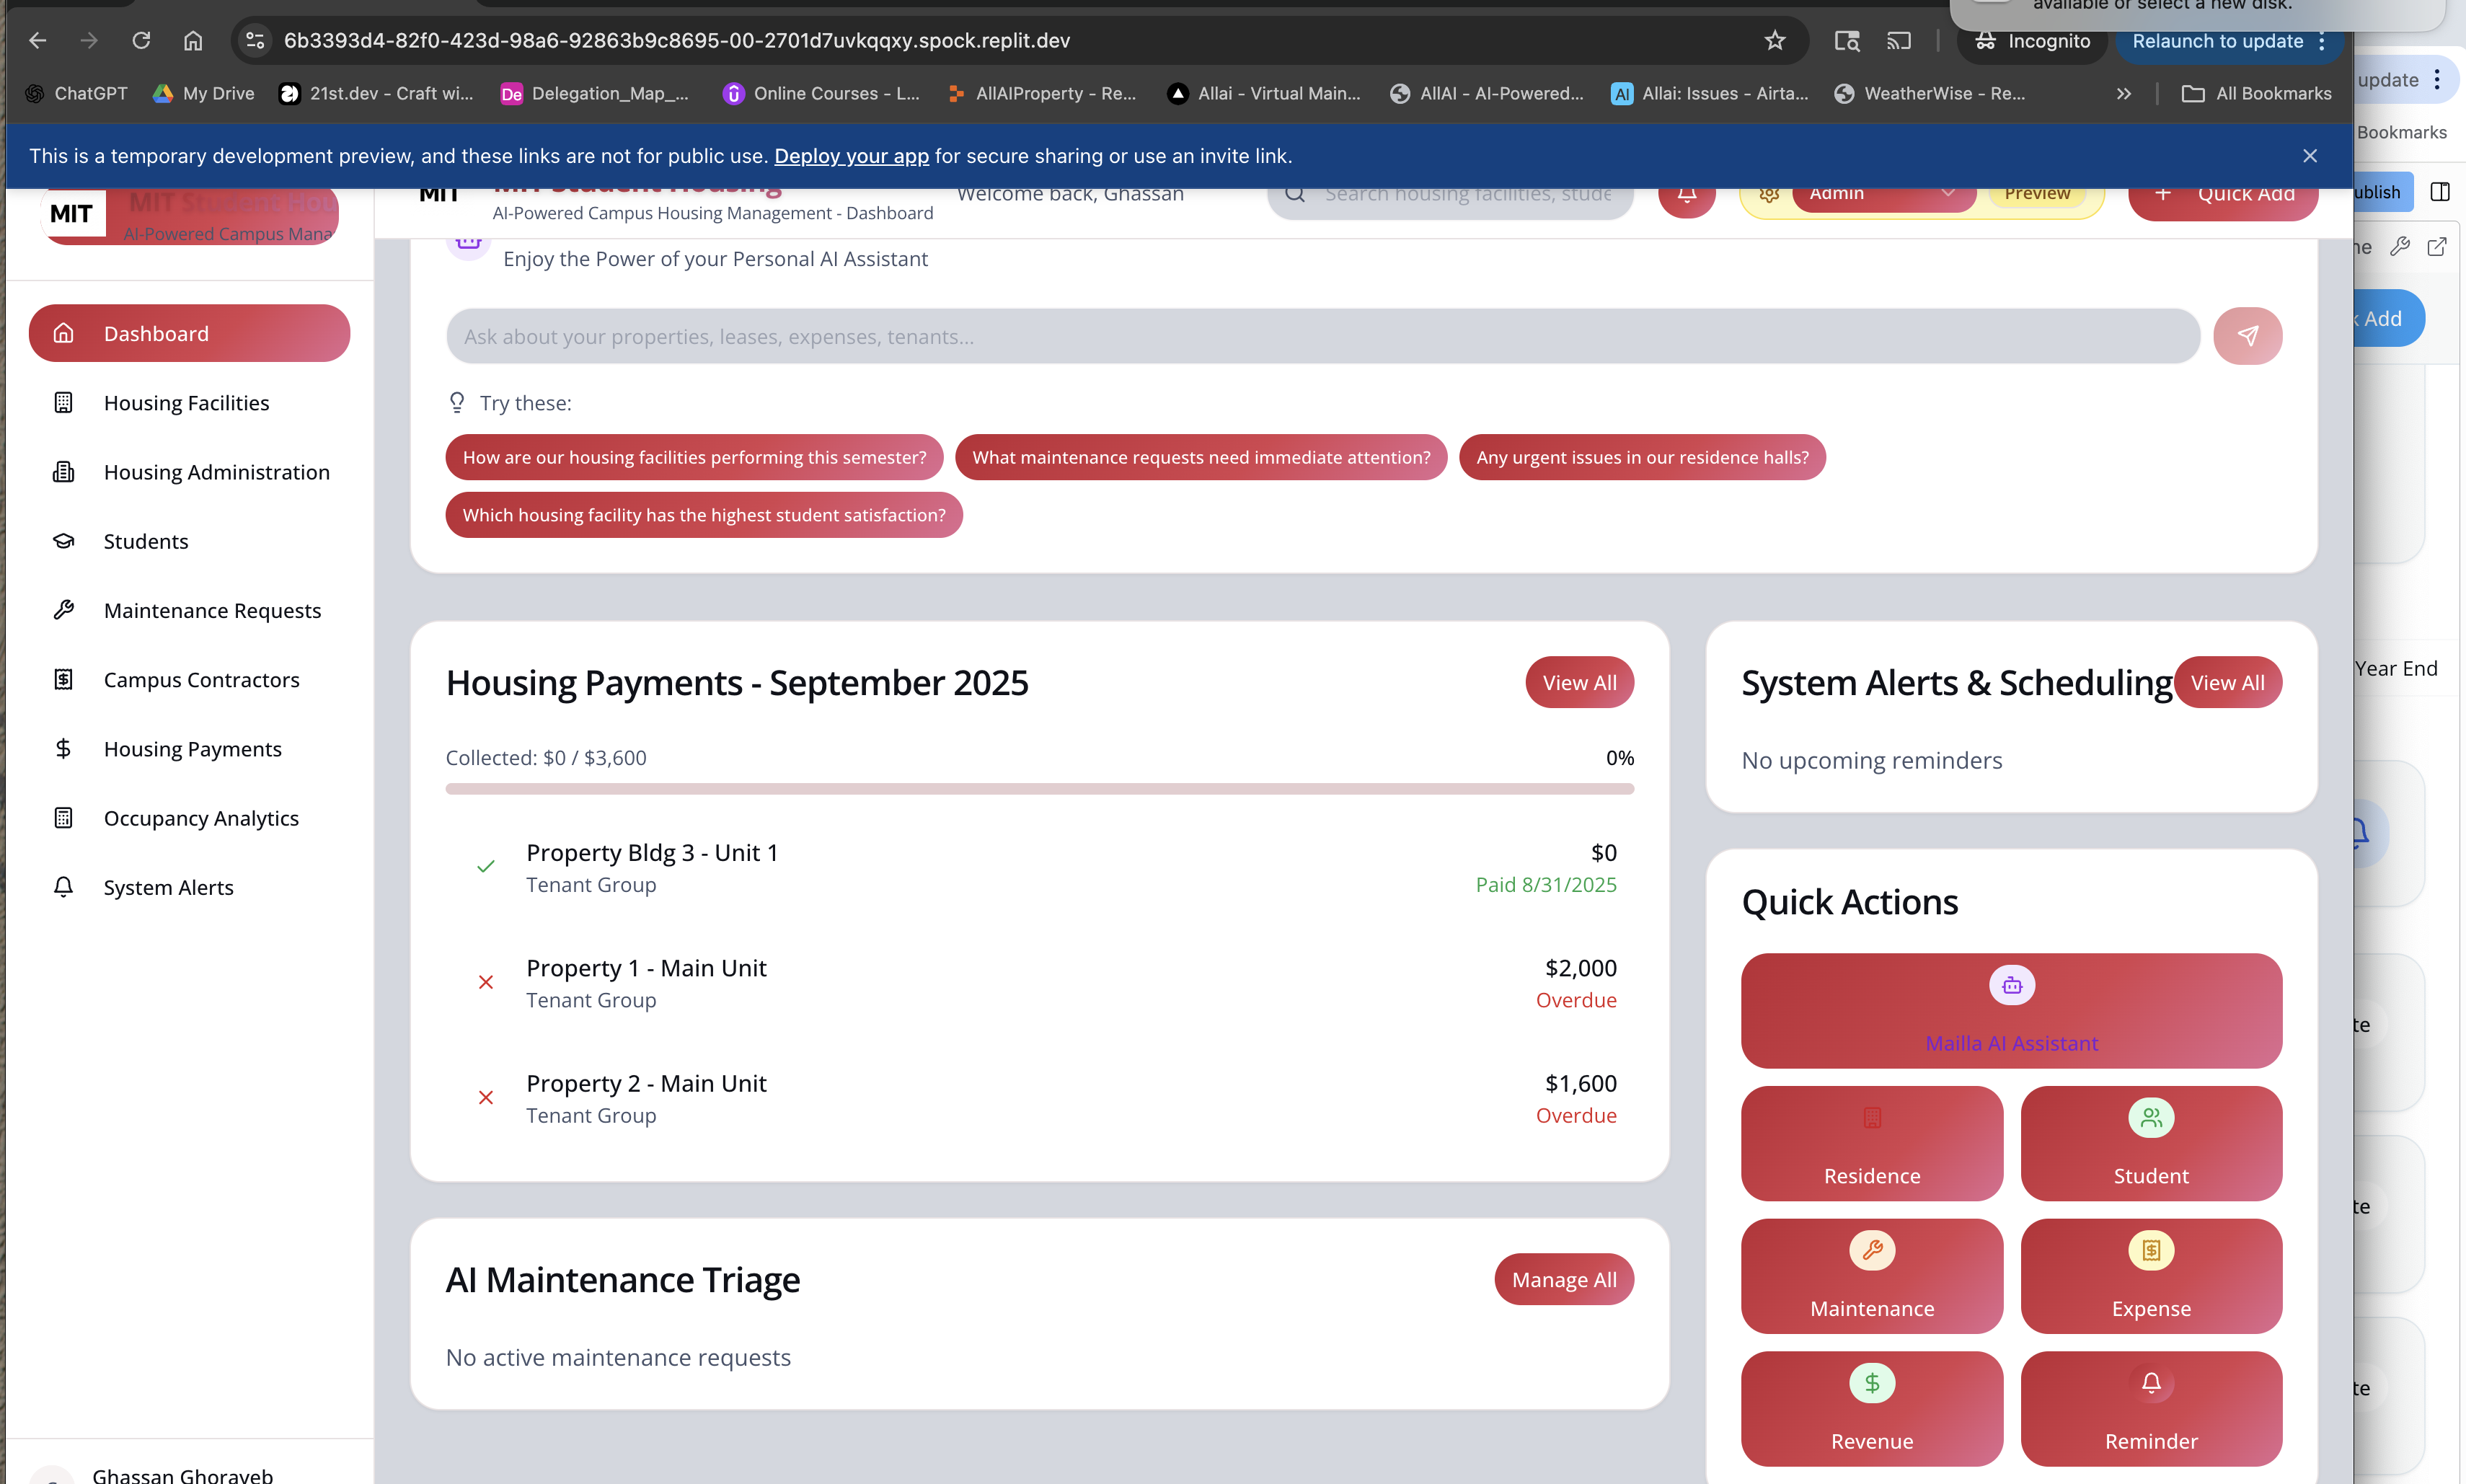 available or select a new disk.
6b3393d4-82f0-423d-98a6-92863b9c8695-00-2701d7uvkqqxy.spock.replit.dev
Incognito
Relaunch to update
update
ChatGPT
My Drive
21st.dev - Craft wi...
De
Delegation_Map_...
Online Courses - L...
AllAIProperty - Re...
Allai - Virtual Main...
AllAI - AI-Powered...
AI
Allai: Issues - Airta...
WeatherWise - Re...
All Bookmarks
Bookmarks
This is a temporary development preview, and these links are not for public use. Deploy your app for secure sharing or use an invite link.
MIT
MIT Student Hou
AI-Powered Campus Mana
MIT
MIT Student Housing
AI-Powered Campus Housing Management - Dashboard
Welcome back, Ghassan
Search housing facilities, stude
Admin
Preview
Quick Add
ublish
Add
Enjoy the Power of your Personal AI Assistant
Ask about your properties, leases, expenses, tenants...
Try these:
How are our housing facilities performing this semester?
What maintenance requests need immediate attention?
Any urgent issues in our residence halls?
Which housing facility has the highest student satisfaction?
Dashboard
Housing Facilities
Housing Administration
Students
Maintenance Requests
Campus Contractors
Housing Payments
Occupancy Analytics
System Alerts
Housing Payments - September 2025
View All
Collected: $0 / $3,600
0%
Property Bldg 3 - Unit 1
$0
Tenant Group
Paid 8/31/2025
Property 1 - Main Unit
$2,000
Tenant Group
Overdue
Property 2 - Main Unit
$1,600
Tenant Group
Overdue
AI Maintenance Triage
Manage All
No active maintenance requests
System Alerts & Scheduling
View All
No upcoming reminders
Quick Actions
Mailla AI Assistant
Residence
Student
Maintenance
Expense
Revenue
Reminder
Year End
te
te
te
Ghassan Ghorayeb